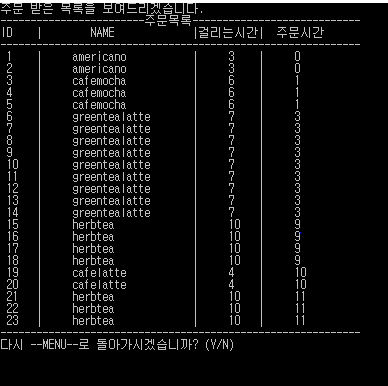 주문 받은 목록을 보여드리겠습니다.
--------------------주문목록-----------------------
ID | NAME |걸리는시간| 주문시간
---------------------------------------------------
1 | americano 3 | 0
2 | americano 3 | 0
3 | cafemocha 6 | 1
4 | cafemocha 6 | 1
5 | cafemocha 6 | 1
6 | greentealatte 7 | 3
7 | greentealatte 7 | 3
8 | greentealatte 7 | 3
9 | greentealatte 7 | 3
10 | greentealatte 7 | 3
11 | greentealatte 7 | 3
12 | greentealatte 7 | 3
13 | greentealatte 7 | 3
14 | greentealatte 7 | 3
15 | herbtea 10 | 9
16 | herbtea 10 | 9
17 | herbtea 10 | 9
18 | herbtea 10 | 9
19 | cafelatte 4 | 10
20 | cafelatte 4 | 10
21 | herbtea 10 | 11
22 | herbtea 10 | 11
23 | herbtea 10 | 11
---------------------------------------------------
다시 --MENU--로 돌아가시겠습니까? (Y/N)